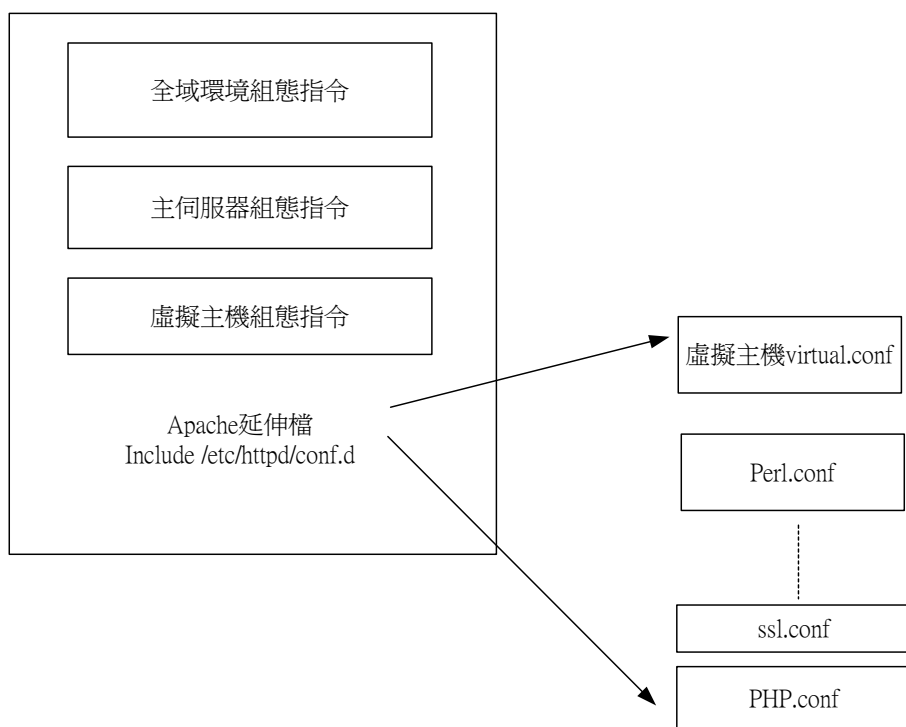 全域環境組態指令
主伺服器組態指令
虛擬主機組態指令
Apache延伸檔
Include /etc/httpd/conf.d
虛擬主機virtual.conf
Perl.conf
ssl.conf
PHP.conf